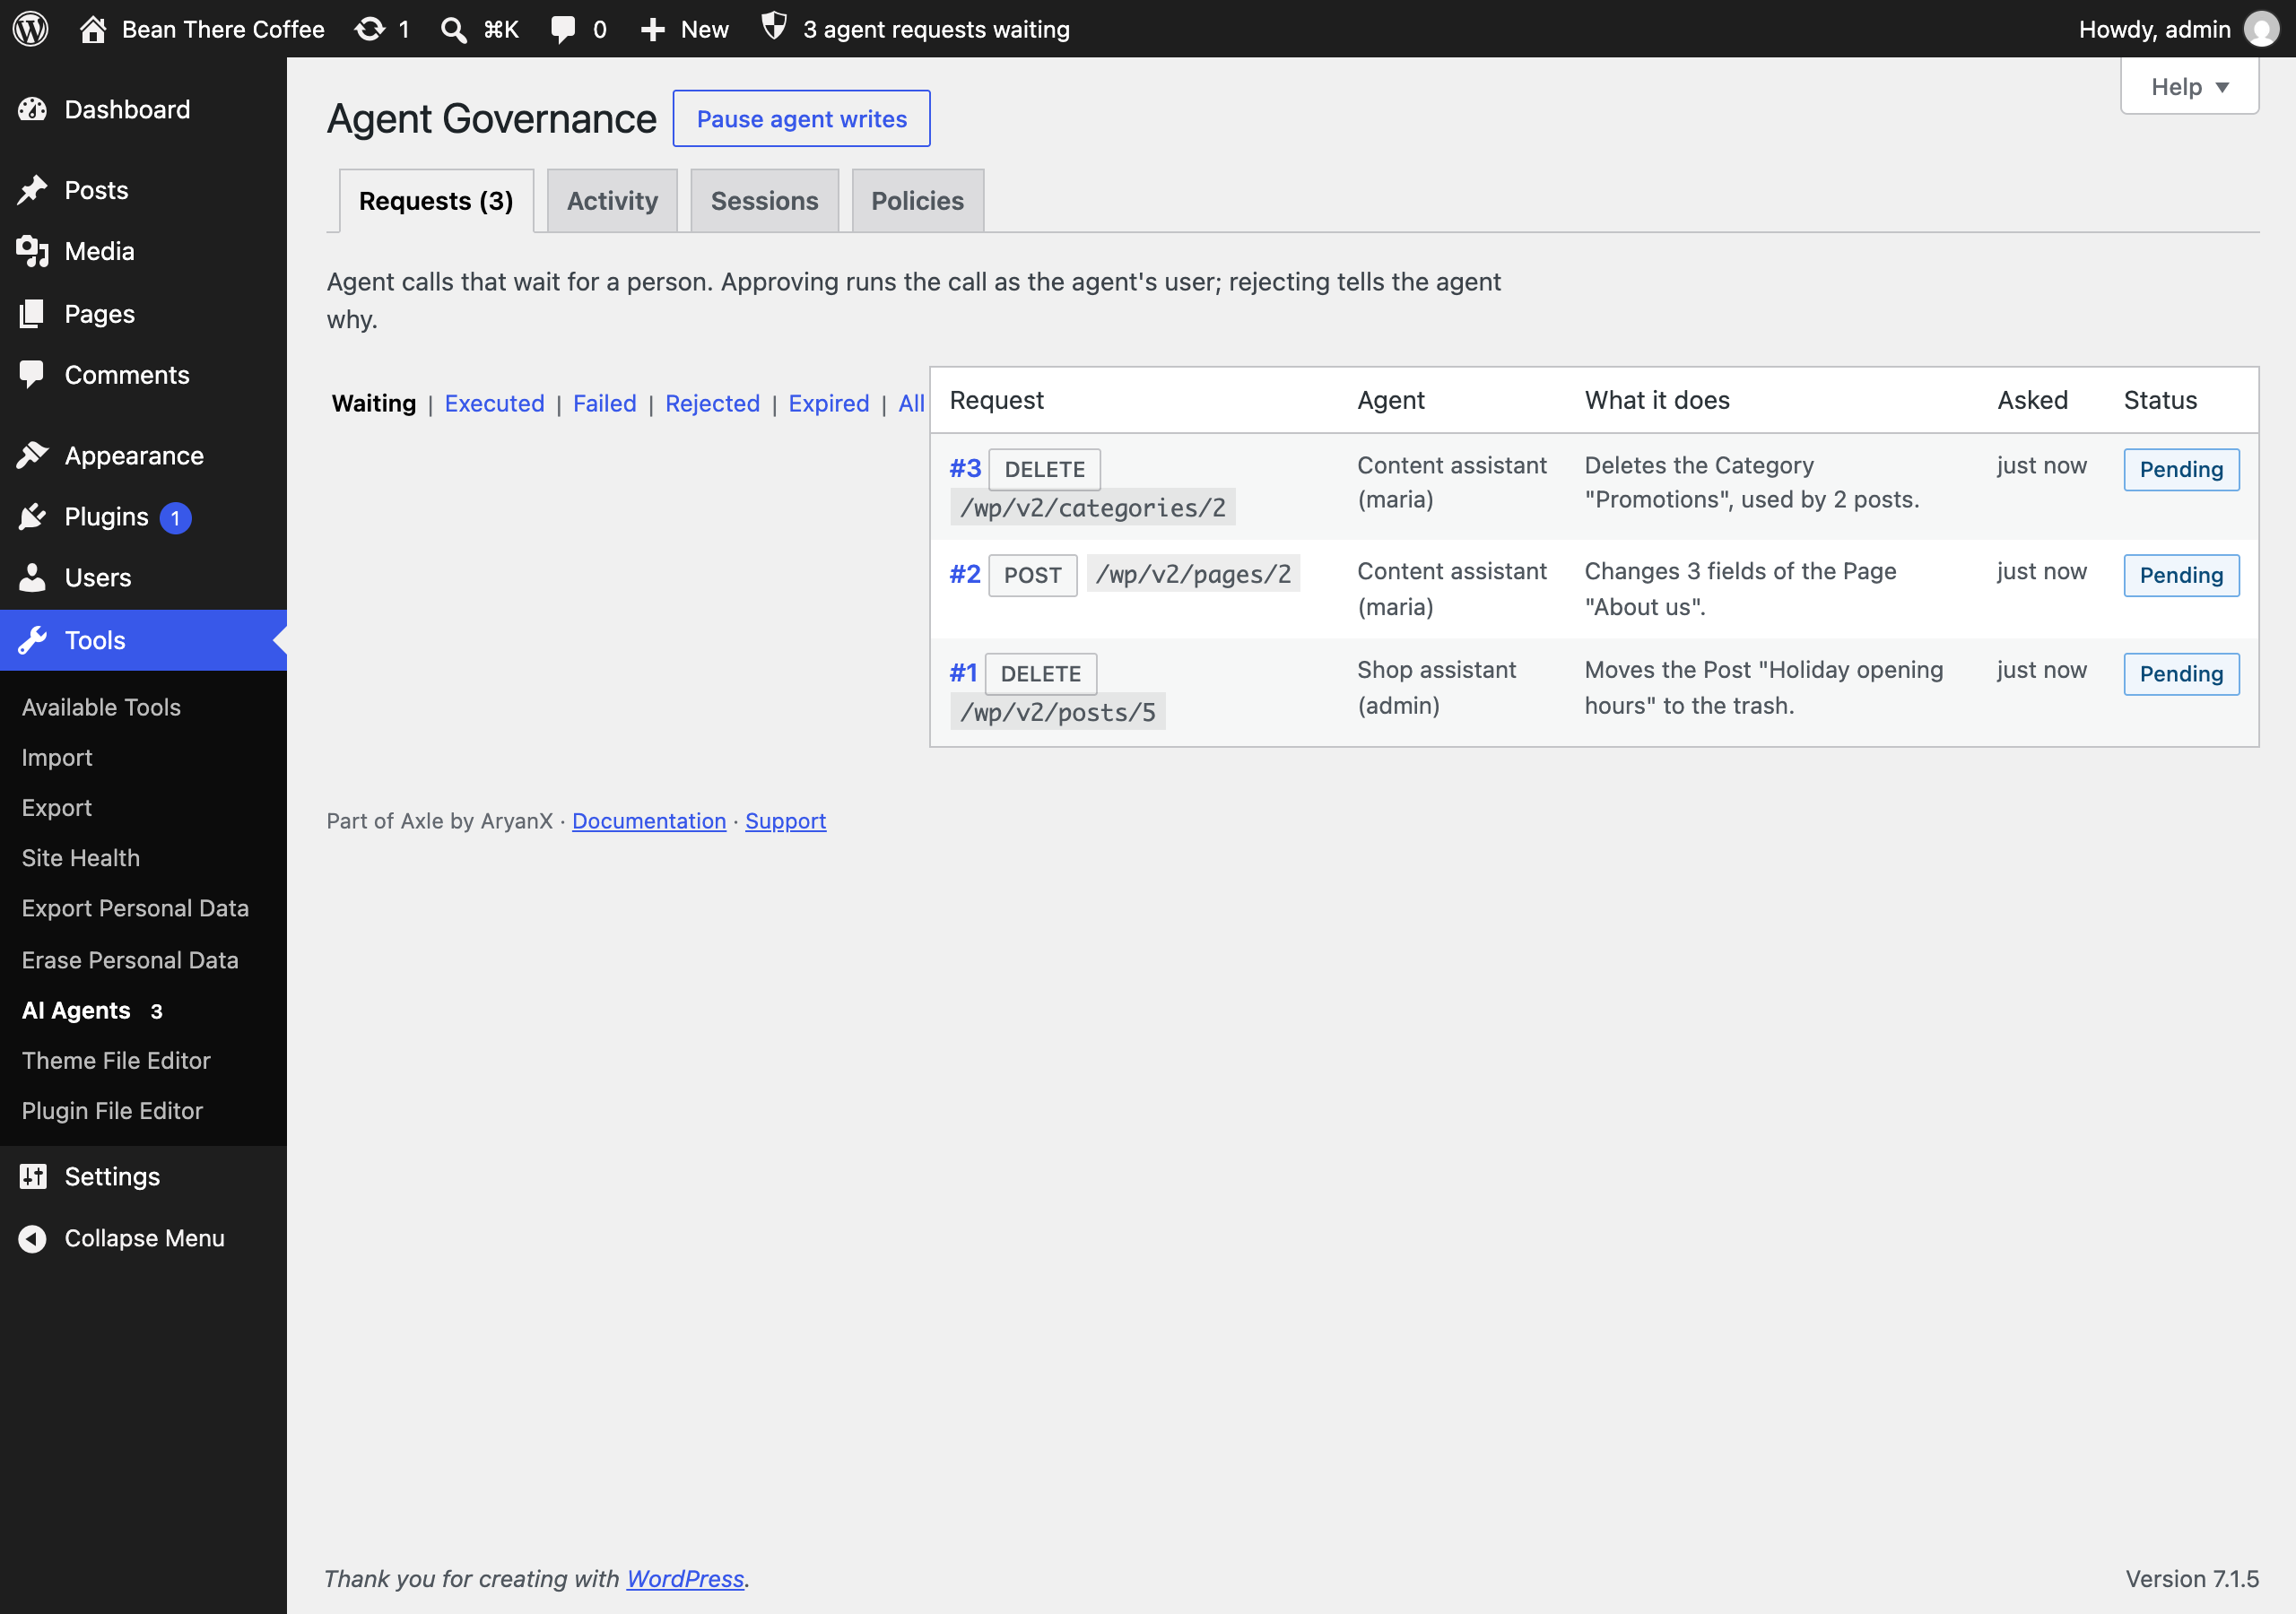 Bean There Coffee 1 ⌘K 0 New 3 agent requests waiting Howdy, admin
Dashboard
Posts
Media
Pages
Comments
Appearance
Plugins 1
Users
Tools
Available Tools
Import
Export
Site Health
Export Personal Data
Erase Personal Data
AI Agents 3
Theme File Editor
Plugin File Editor
Settings
Collapse Menu
Help
Agent Governance Pause agent writes
Requests (3) Activity Sessions Policies
Agent calls that wait for a person. Approving runs the call as the agent's user; rejecting tells the agent
why.
Waiting | Executed | Failed | Rejected | Expired | All
Request Agent What it does Asked Status
#3 DELETE Content assistant Deletes the Category just now Pending
/wp/v2/categories/2 (maria) "Promotions", used by 2 posts.
#2 POST /wp/v2/pages/2 Content assistant Changes 3 fields of the Page just now Pending
(maria) "About us".
#1 DELETE Shop assistant Moves the Post "Holiday opening just now Pending
/wp/v2/posts/5 (admin) hours" to the trash.
Part of Axle by AryanX · Documentation · Support
Thank you for creating with WordPress. Version 7.1.5